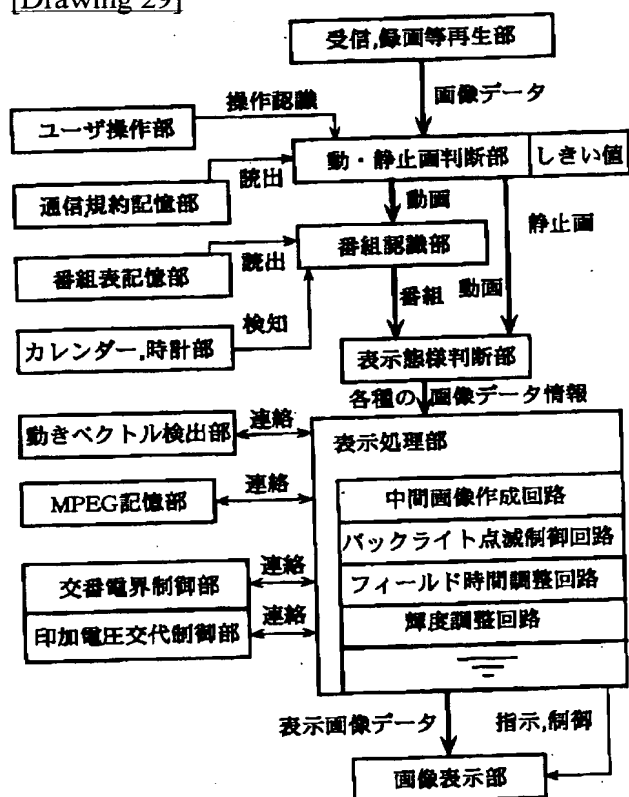 [Drawing 29]
受信,録画等再生部
画像データ
操作認識
ユーザ操作部
動・静止画判断部 しきい値
読出
通信規約記憶部
動画
静止画
番組認識部
読出
番組表記憶部
番組 動画
検知
カレンダー,時計部
表示態様判断部
各種の画像データ情報
動きベクトル検出部
連絡
表示処理部
MPEG記憶部
連絡
中間画像作成回路
バックライト点滅制御回路
交番電界制御部
連絡
フィールド時間調整回路
印加電圧交代制御部
連絡
輝度調整回路
表示画像データ
指示,制御
画像表示部